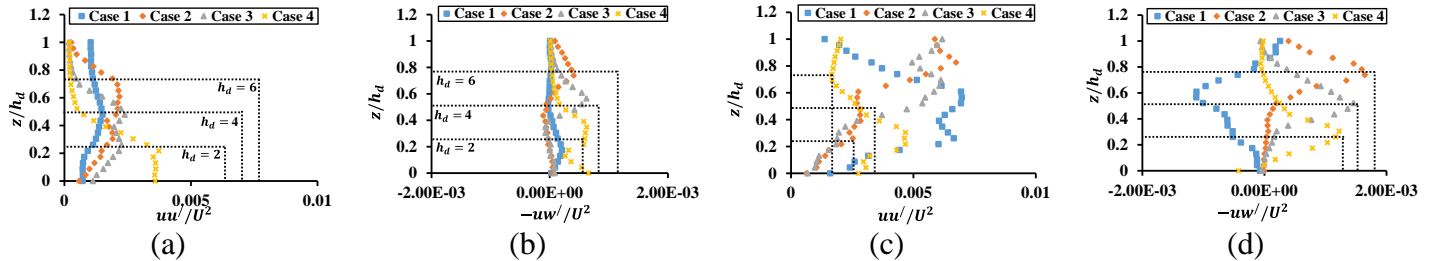 Case 1 Case 2 Case 3 Case 4
1.2
1
0.8
0.6
0.4
0.2
0
z/h_d
h_d = 6
h_d = 4
h_d = 2
0 0.005 0.01
uu′/U²
(a)
Case 1 Case 2 Case 3 Case 4
1.2
1
0.8
0.6
0.4
0.2
0
z/h_d
h_d = 6
h_d = 4
h_d = 2
-2.00E-03 0.00E+00 2.00E-03
−uw′/U²
(b)
Case 1 Case 2 Case 3 Case 4
1.2
1
0.8
0.6
0.4
0.2
0
z/h_d
0 0.005 0.01
uu′/U²
(c)
Case 1 Case 2 Case 3 Case 4
1.2
1
0.8
0.6
0.4
0.2
0
z/h_d
-2.00E-03 0.00E+00 2.00E-03
−uw′/U²
(d)